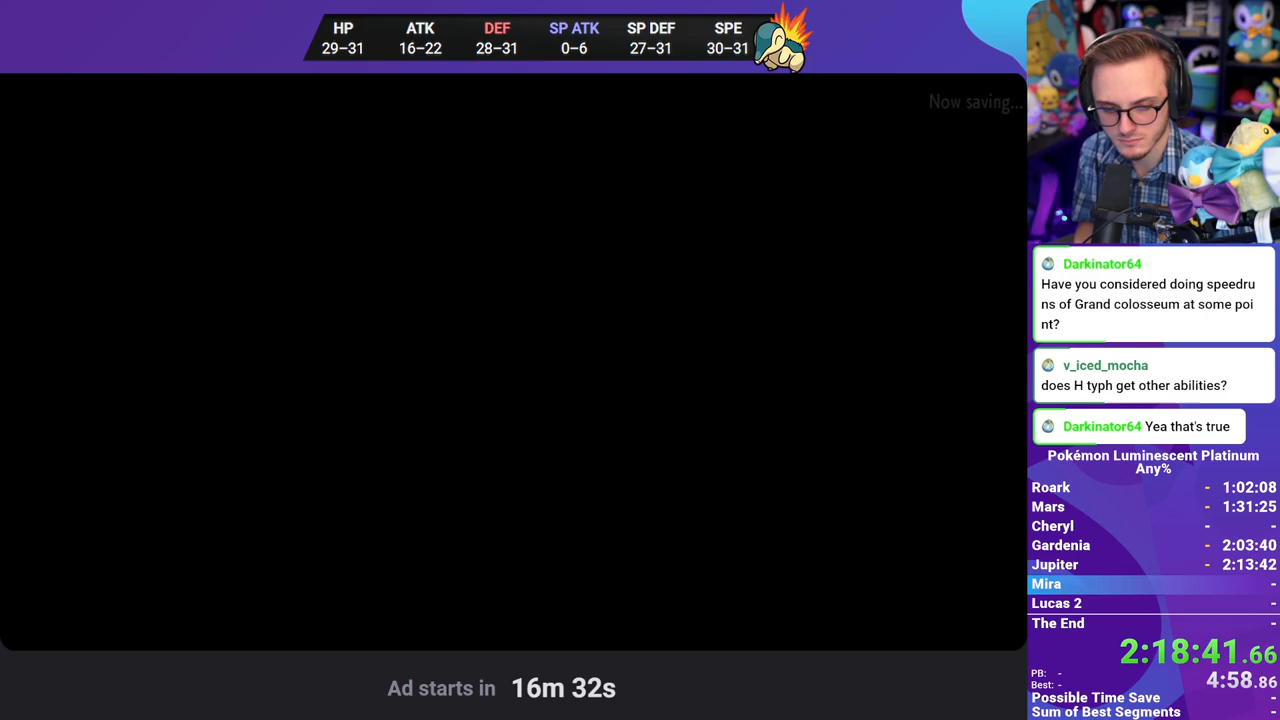 HP ATK DEF SP ATK SP DEF SPE
29–31 16–22 28–31 0–6 27–31 30–31
Now saving...
Darkinator64
Have you considered doing speedru
ns of Grand colosseum at some poi
nt?
v_iced_mocha
does H typh get other abilities?
Darkinator64 Yea that's true
Pokémon Luminescent Platinum
Any%
Roark - 1:02:08
Mars - 1:31:25
Cheryl - -
Gardenia - 2:03:40
Jupiter - 2:13:42
Mira -
Lucas 2 -
The End -
2:18:41.66
PB: -
Best: - 4:58.86
Possible Time Save -
Sum of Best Segments -
Ad starts in 16m 32s